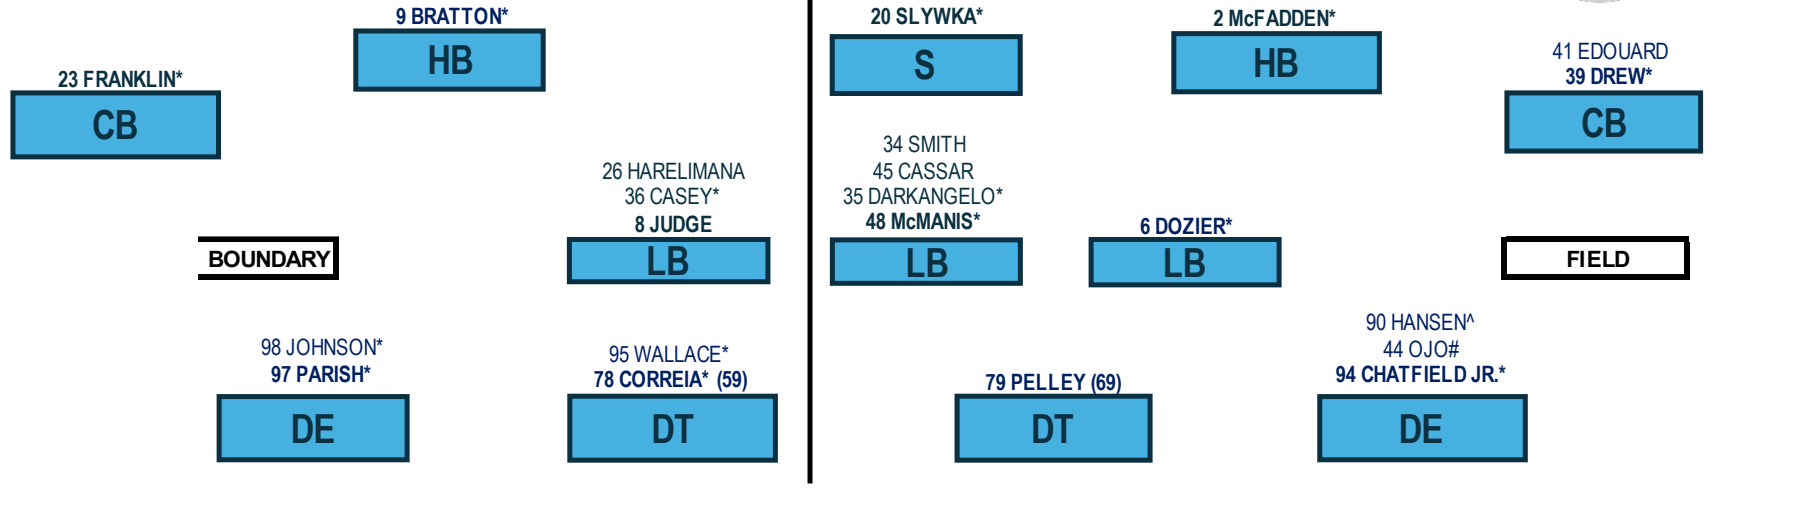 9 BRATTON*
HB
23 FRANKLIN*
CB
20 SLYWKA*
S
2 McFADDEN*
HB
41 EDOUARD
39 DREW*
CB
26 HARELIMANA
36 CASEY*
8 JUDGE
LB
34 SMITH
45 CASSAR
35 DARKANGELO*
48 McMANIS*
LB
6 DOZIER*
LB
BOUNDARY
FIELD
98 JOHNSON*
97 PARISH*
DE
95 WALLACE*
78 CORREIA* (59)
DT
79 PELLEY (69)
DT
90 HANSEN^
44 OJO#
94 CHATFIELD JR.*
DE